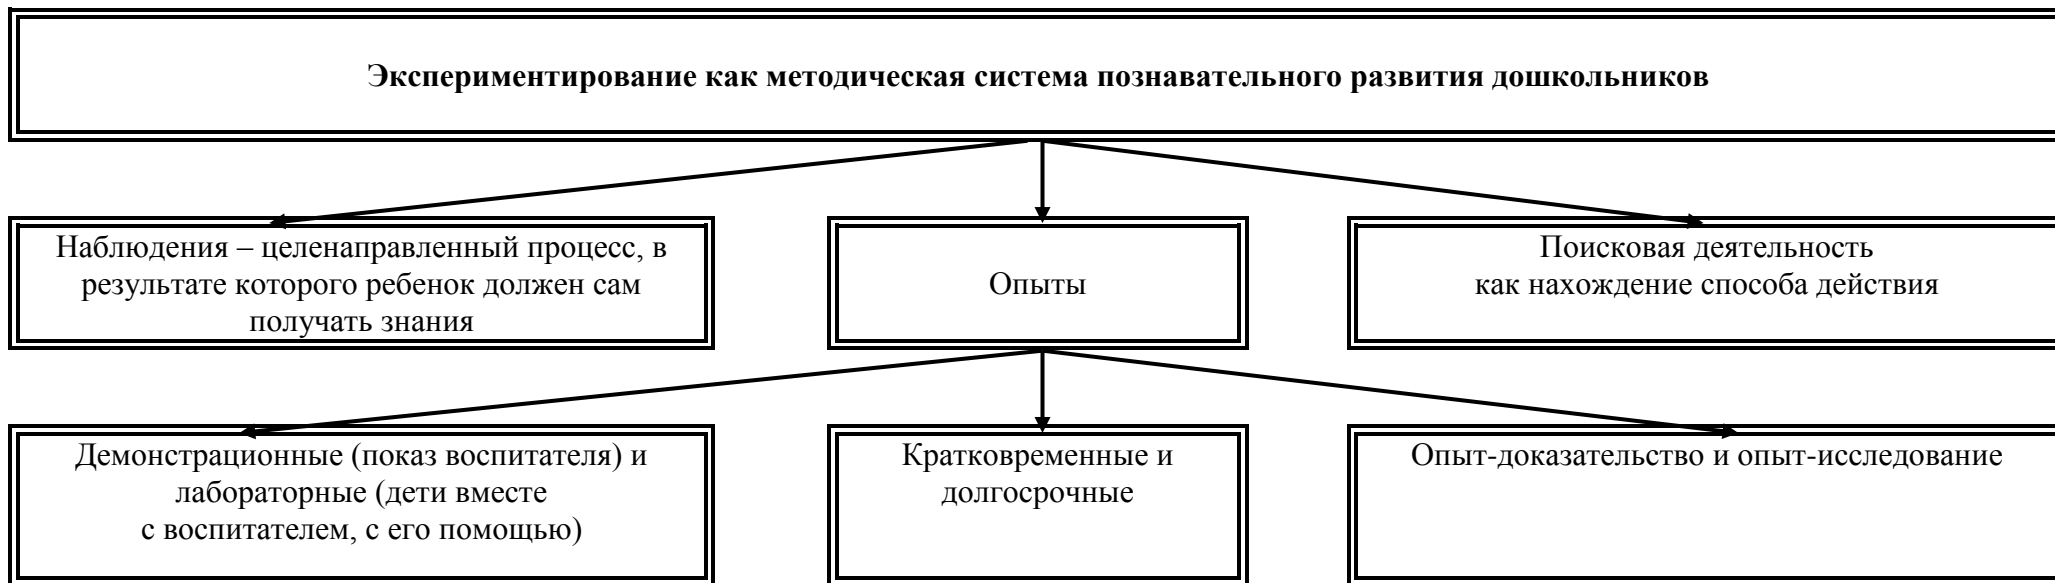 Экспериментирование как методическая система познавательного развития дошкольников
Наблюдения – целенаправленный процесс, в
результате которого ребенок должен сам
получать знания
Опыты
Поисковая деятельность
как нахождение способа действия
Демонстрационные (показ воспитателя) и
лабораторные (дети вместе
с воспитателем, с его помощью)
Кратковременные и
долгосрочные
Опыт-доказательство и опыт-исследование